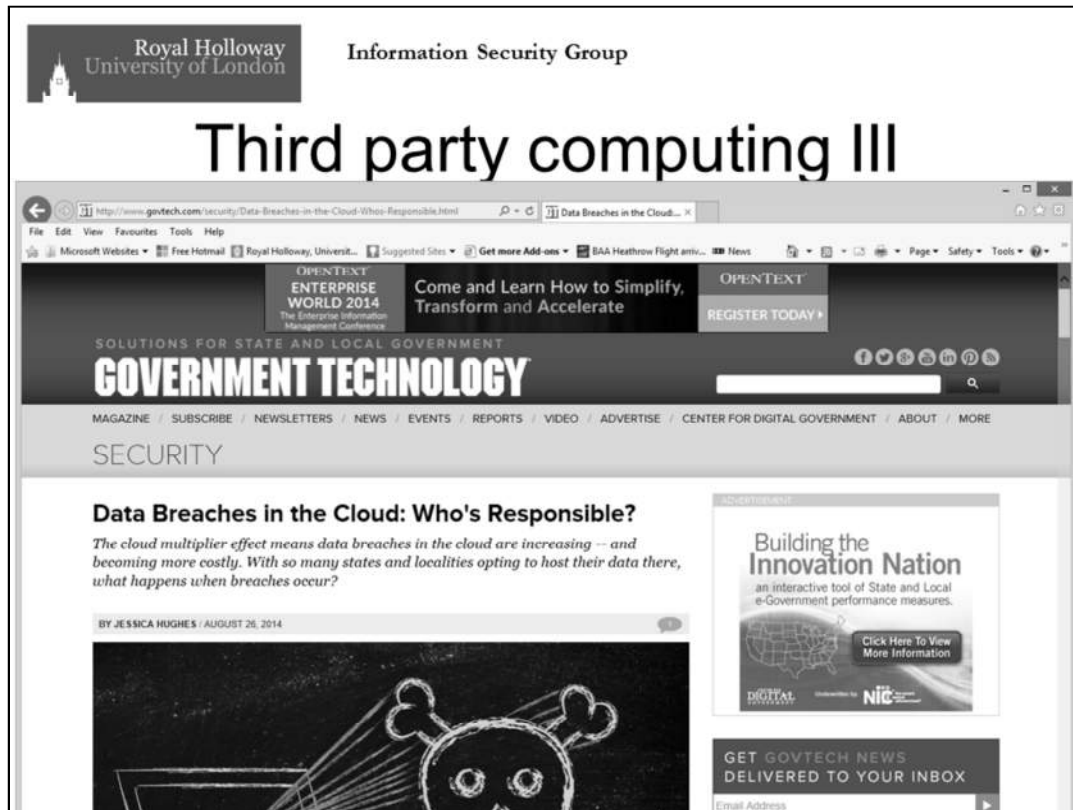 Royal Holloway
University of London
Information Security Group
Third party computing III
http://www.govtech.com/security/Data-Breaches-in-the-Cloud-Whos-Responsible.html
Data Breaches in the Cloud:... ×
File Edit View Favourites Tools Help
Microsoft Websites Free Hotmail Royal Holloway, Universit... Suggested Sites Get more Add-ons BAA Heathrow Flight arriv... News Page Safety Tools
OPENTEXT
ENTERPRISE
WORLD 2014
The Enterprise Information
Management Conference
Come and Learn How to Simplify,
Transform and Accelerate
OPENTEXT
REGISTER TODAY
SOLUTIONS FOR STATE AND LOCAL GOVERNMENT
GOVERNMENT TECHNOLOGY
MAGAZINE / SUBSCRIBE / NEWSLETTERS / NEWS / EVENTS / REPORTS / VIDEO / ADVERTISE / CENTER FOR DIGITAL GOVERNMENT / ABOUT / MORE
SECURITY
Data Breaches in the Cloud: Who's Responsible?
The cloud multiplier effect means data breaches in the cloud are increasing -- and
becoming more costly. With so many states and localities opting to host their data there,
what happens when breaches occur?
BY JESSICA HUGHES / AUGUST 26, 2014
ADVERTISEMENT
Building the
Innovation Nation
an interactive tool of State and Local
e-Government performance measures.
Click Here To View
More Information
DIGITAL
GOVERNMENT
Underwritten by
NIC
GET GOVTECH NEWS
DELIVERED TO YOUR INBOX
Email Address